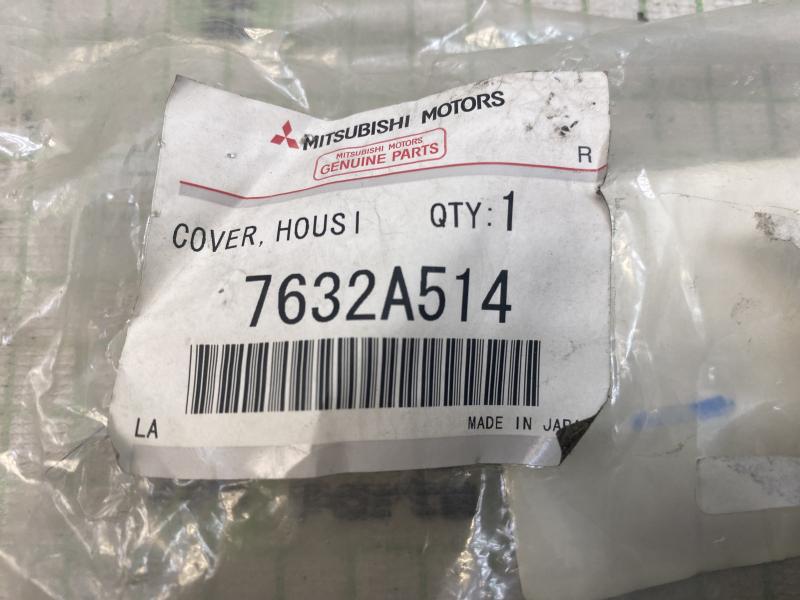 MITSUBISHI MOTORS
MITSUBISHI MOTORS
GENUINE PARTS
R
COVER, HOUSI QTY:1
7632A514
LA MADE IN JAPA